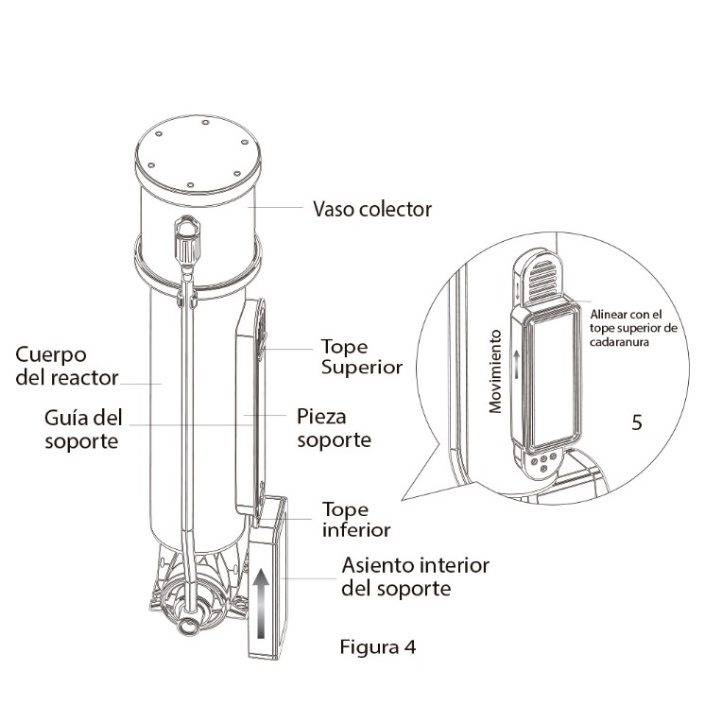 Vaso colector
Alinear con el
tope superior de
cadaranura
Movimiento
Tope
Superior
Cuerpo
del reactor
Guía del
soporte
Pieza
soporte
5
Tope
inferior
Asiento interior
del soporte
Figura 4